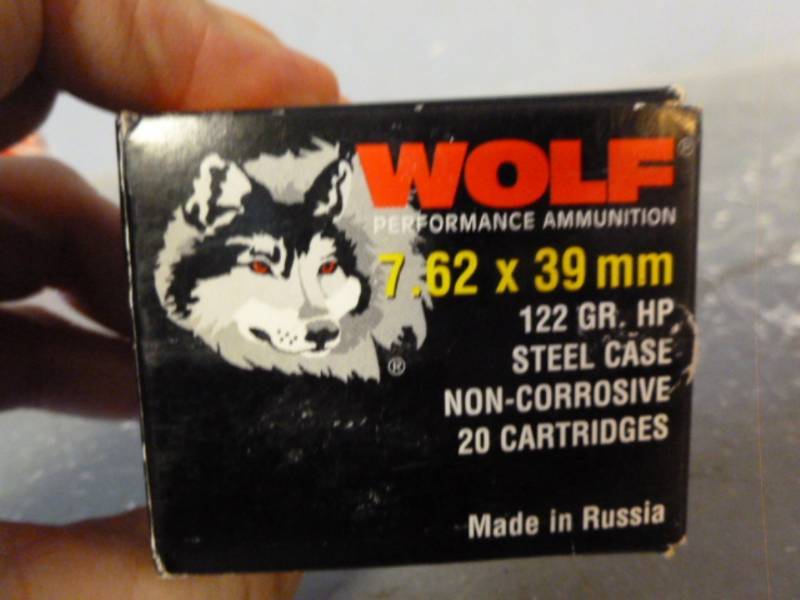 WOLF®
PERFORMANCE AMMUNITION
7.62 x 39 mm
122 GR. HP
STEEL CASE
NON-CORROSIVE
20 CARTRIDGES
Made in Russia
®